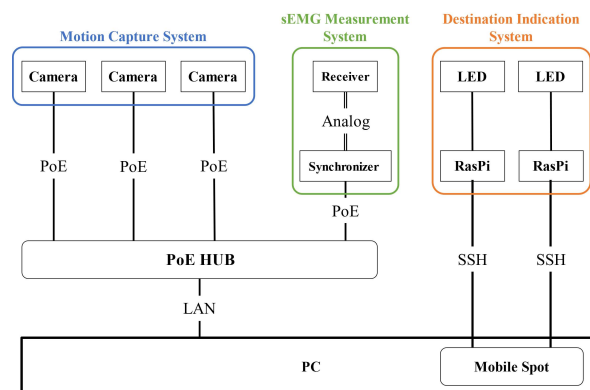 Motion Capture System
sEMG Measurement
System
Destination Indication
System
Camera
Camera
Camera
Receiver
LED
LED
Analog
PoE
PoE
PoE
Synchronizer
RasPi
RasPi
PoE
PoE HUB
SSH
SSH
LAN
PC
Mobile Spot